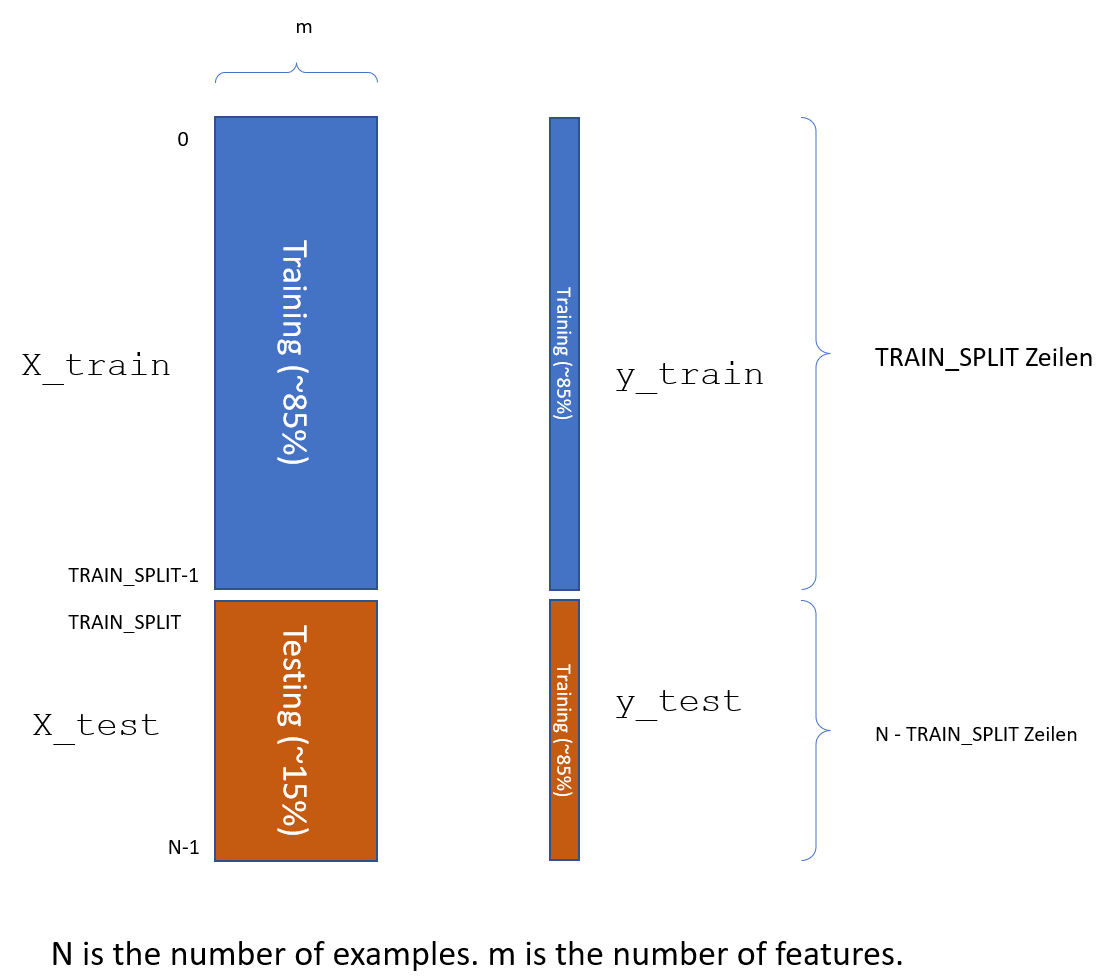 m
0
Training (~85%)
Training (~85%)
X_train
y_train
TRAIN_SPLIT Zeilen
TRAIN_SPLIT-1
TRAIN_SPLIT
Testing (~15%)
Training (~85%)
X_test
y_test
N - TRAIN_SPLIT Zeilen
N-1
N is the number of examples. m is the number of features.